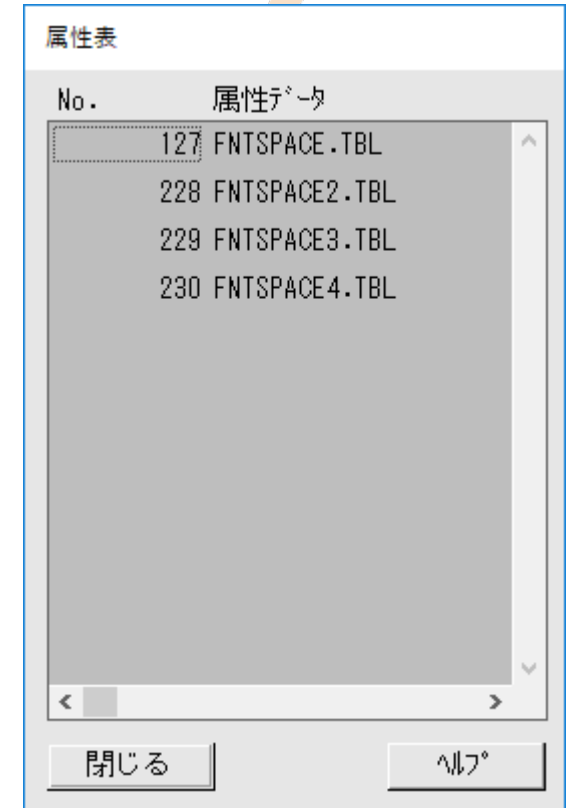 属性表
No. 属性ﾃﾞｰﾀ
127 FNTSPACE.TBL
228 FNTSPACE2.TBL
229 FNTSPACE3.TBL
230 FNTSPACE4.TBL
閉じる ﾍﾙﾌﾟ